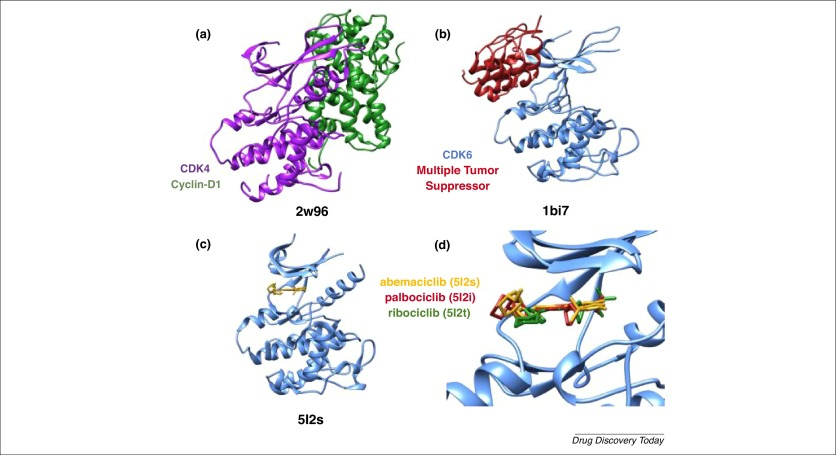 (a)
CDK4
Cyclin-D1
2w96
(b)
CDK6
Multiple Tumor
Suppressor
1bi7
(c)
5l2s
abemaciclib (5l2s)
palbociclib (5l2i)
ribociclib (5l2t)
(d)
Drug Discovery Today